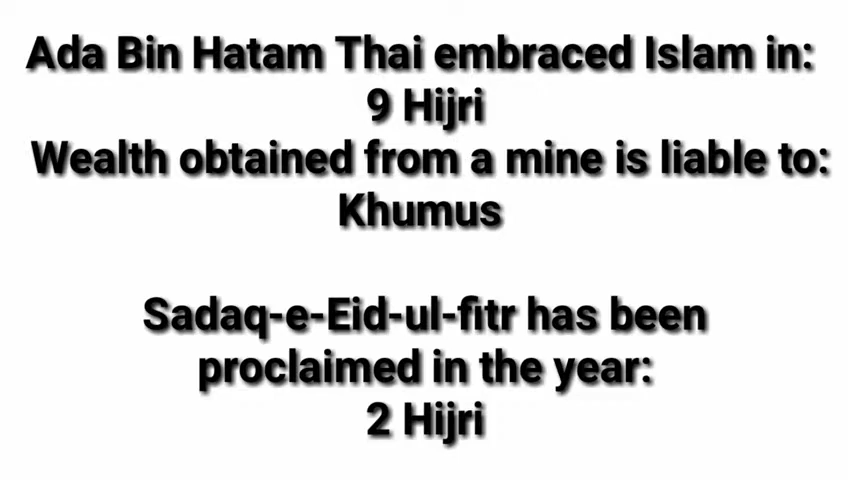 Ada Bin Hatam Thai embraced Islam in:
9 Hijri
Wealth obtained from a mine is liable to:
Khumus
Sadaq-e-Eid-ul-fitr has been
proclaimed in the year:
2 Hijri